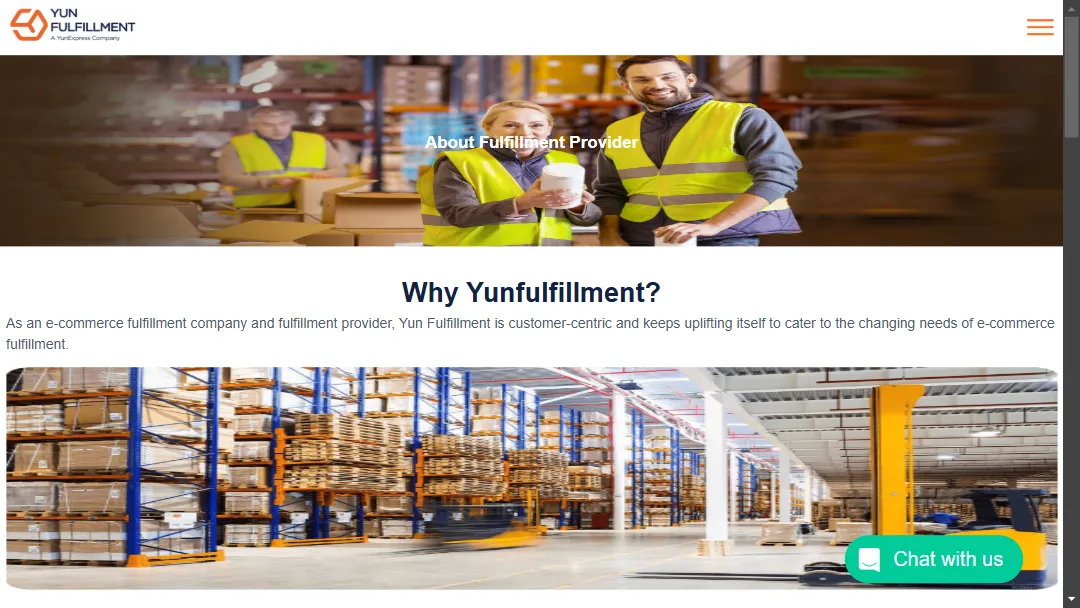 YUN
FULFILLMENT
A YunExpress Company
About Fulfillment Provider
Why Yunfulfillment?
As an e-commerce fulfillment company and fulfillment provider, Yun Fulfillment is customer-centric and keeps uplifting itself to cater to the changing needs of e-commerce
fulfillment.
Chat with us